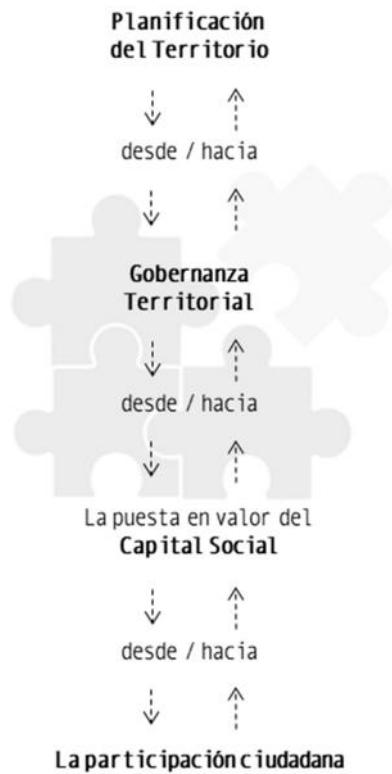 Planificación
del Territorio
desde / hacia
Gobernanza
Territorial
desde / hacia
La puesta en valor del
Capital Social
desde / hacia
La participación ciudadana